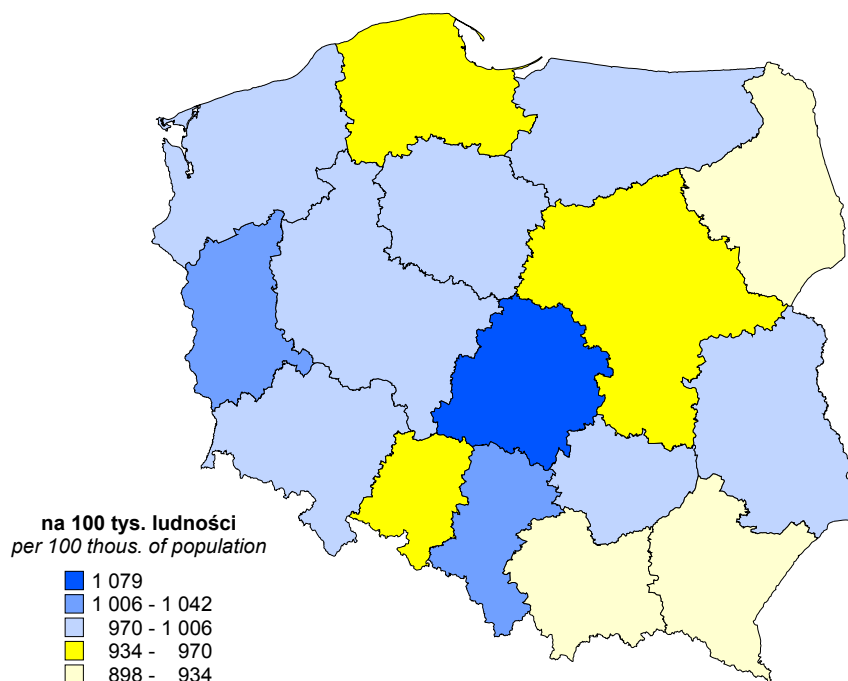 na 100 tys. ludności
per 100 thous. of population
1 079
1 006 - 1 042
970 - 1 006
934 - 970
898 - 934